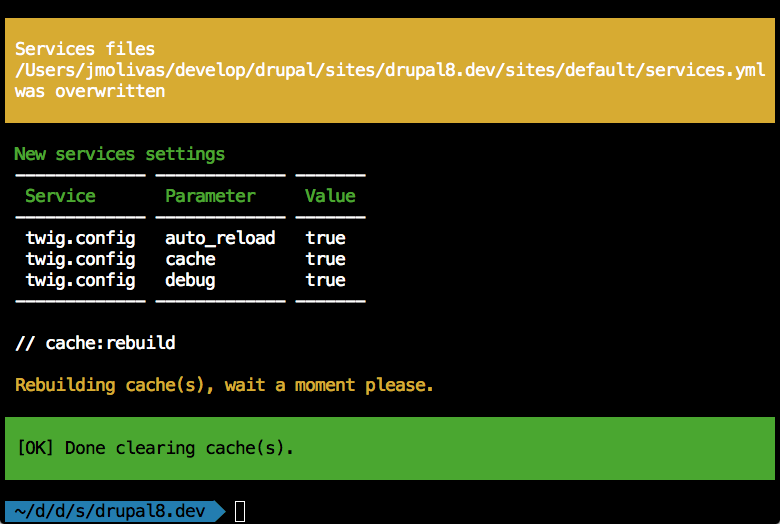 Services files
/Users/jmolivas/develop/drupal/sites/drupal8.dev/sites/default/services.yml
was overwritten
New services settings
Service Parameter Value
twig.config auto_reload true
twig.config cache true
twig.config debug true
// cache:rebuild
Rebuilding cache(s), wait a moment please.
[OK] Done clearing cache(s).
~/d/d/s/drupal8.dev